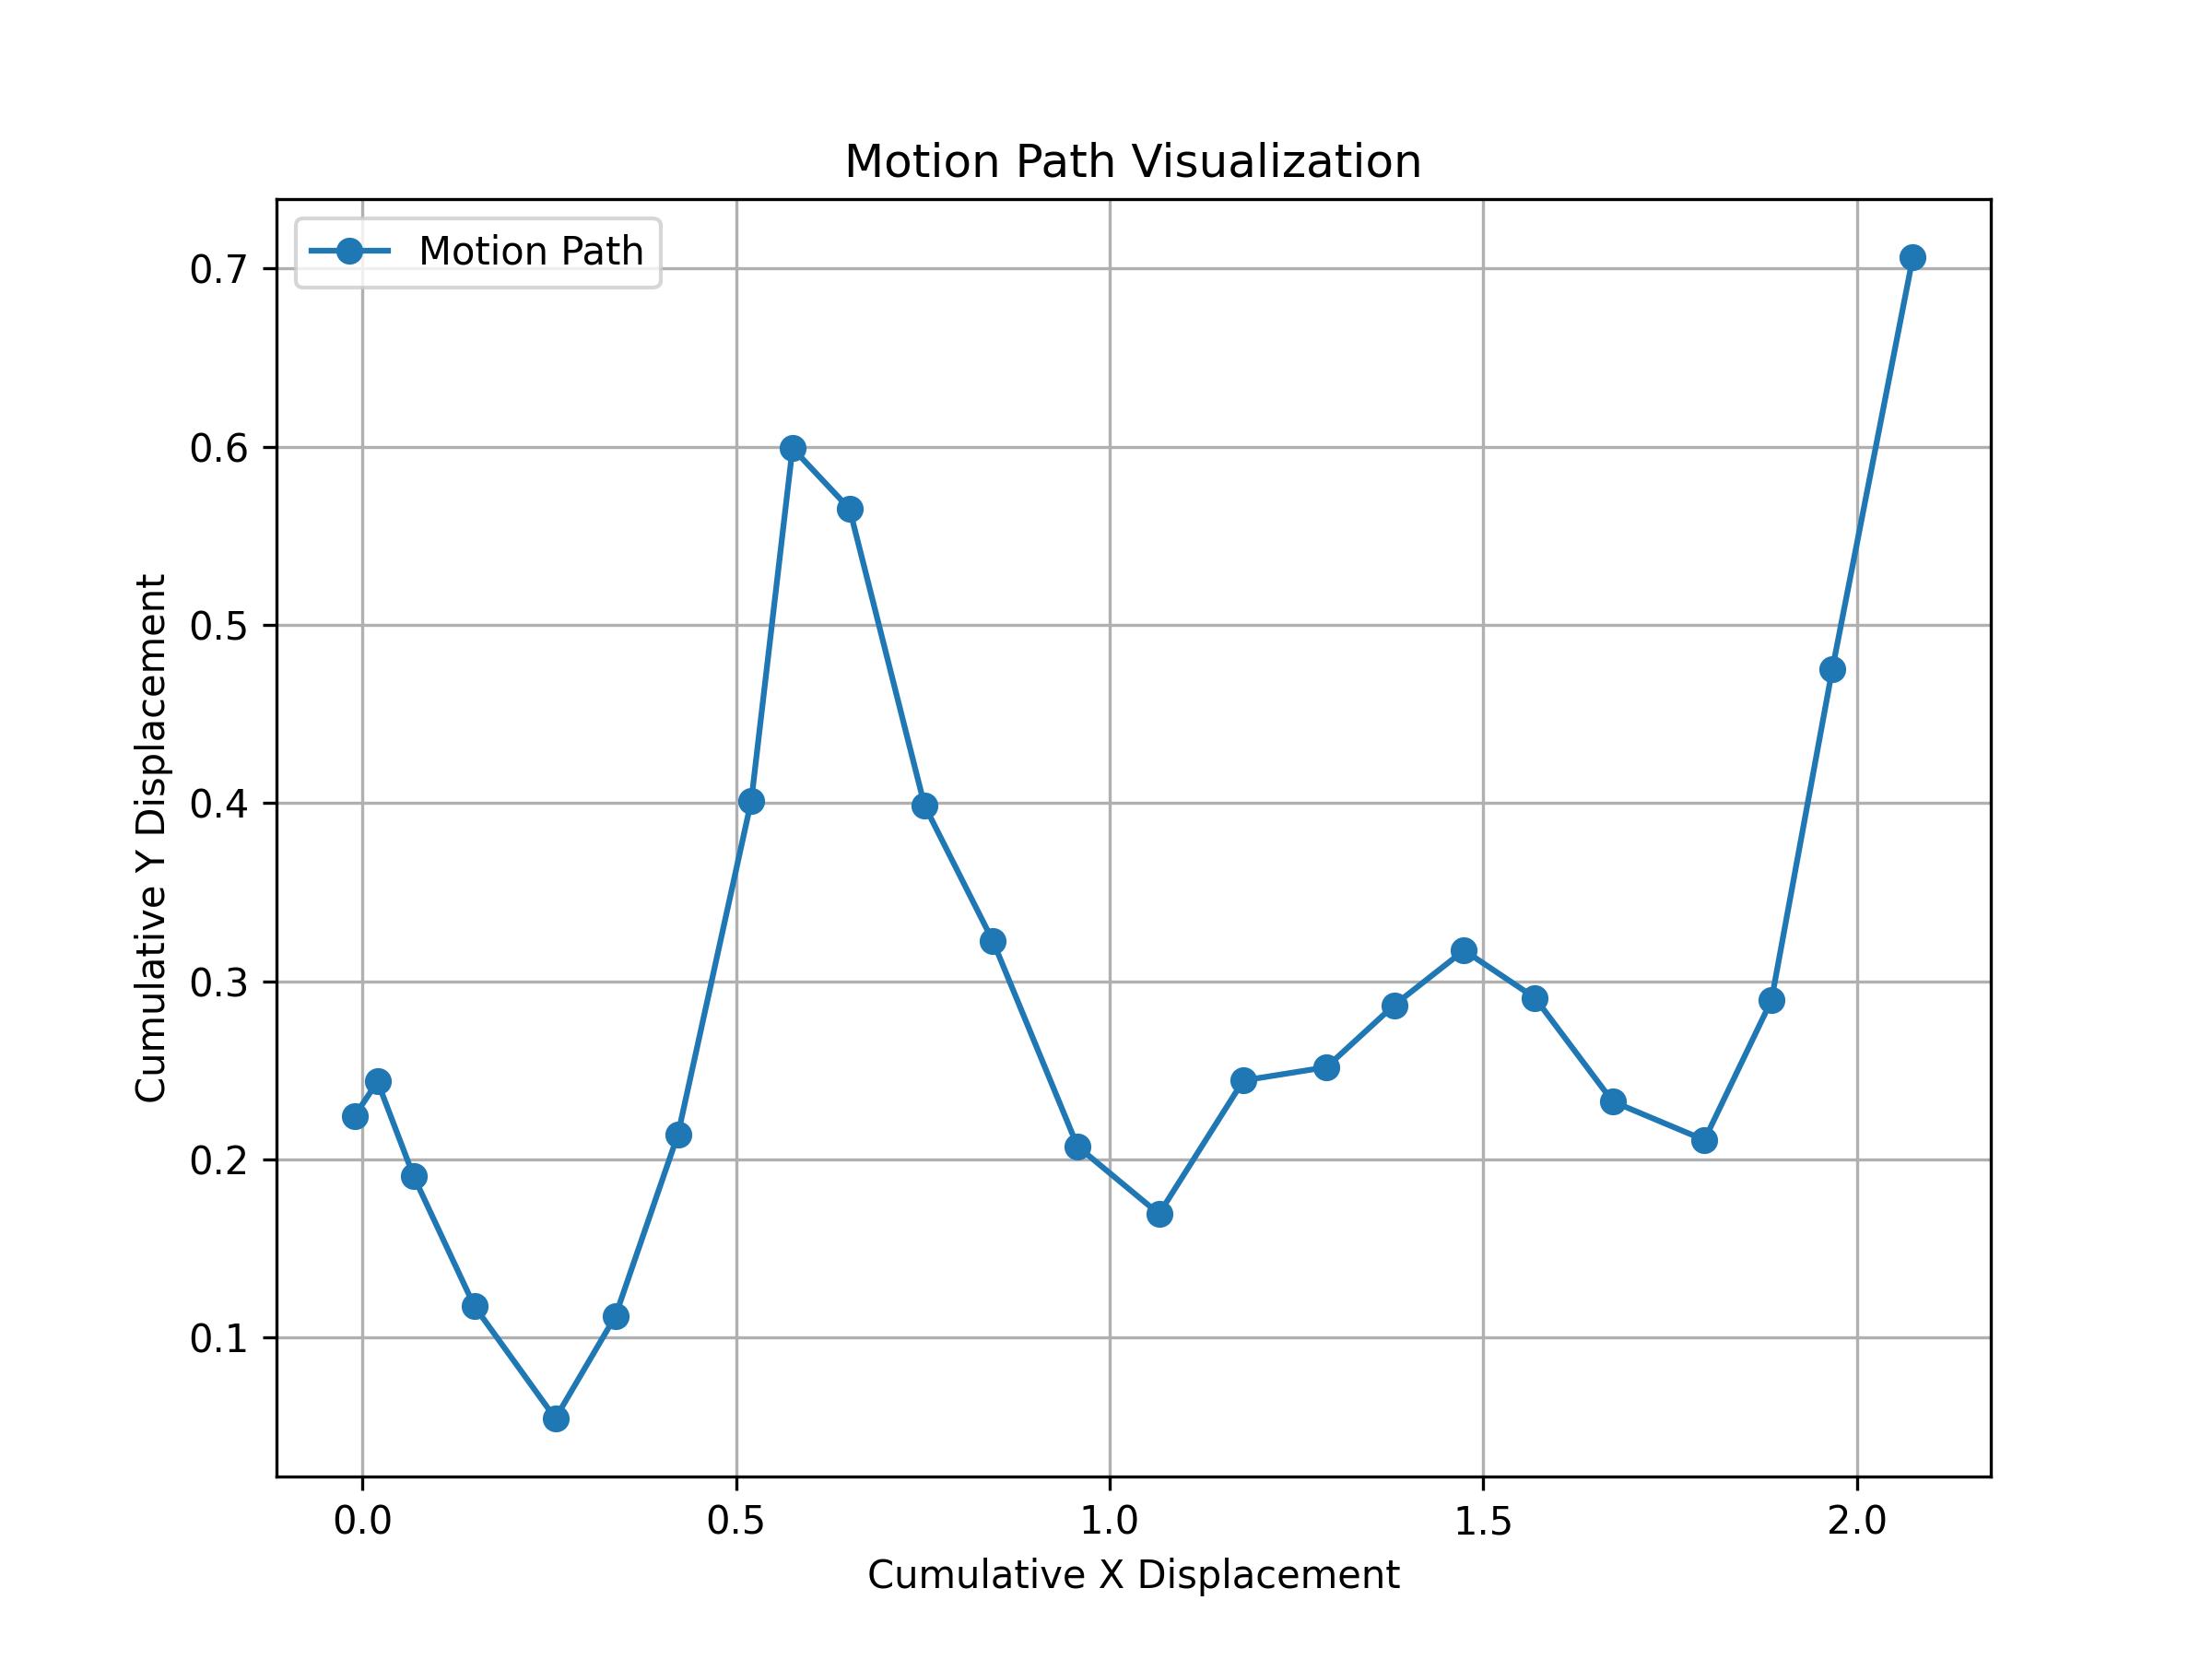 Motion Path Visualization
Motion Path
0.7
0.6
0.5
0.4
0.3
0.2
0.1
Cumulative Y Displacement
0.0 0.5 1.0 1.5 2.0
Cumulative X Displacement